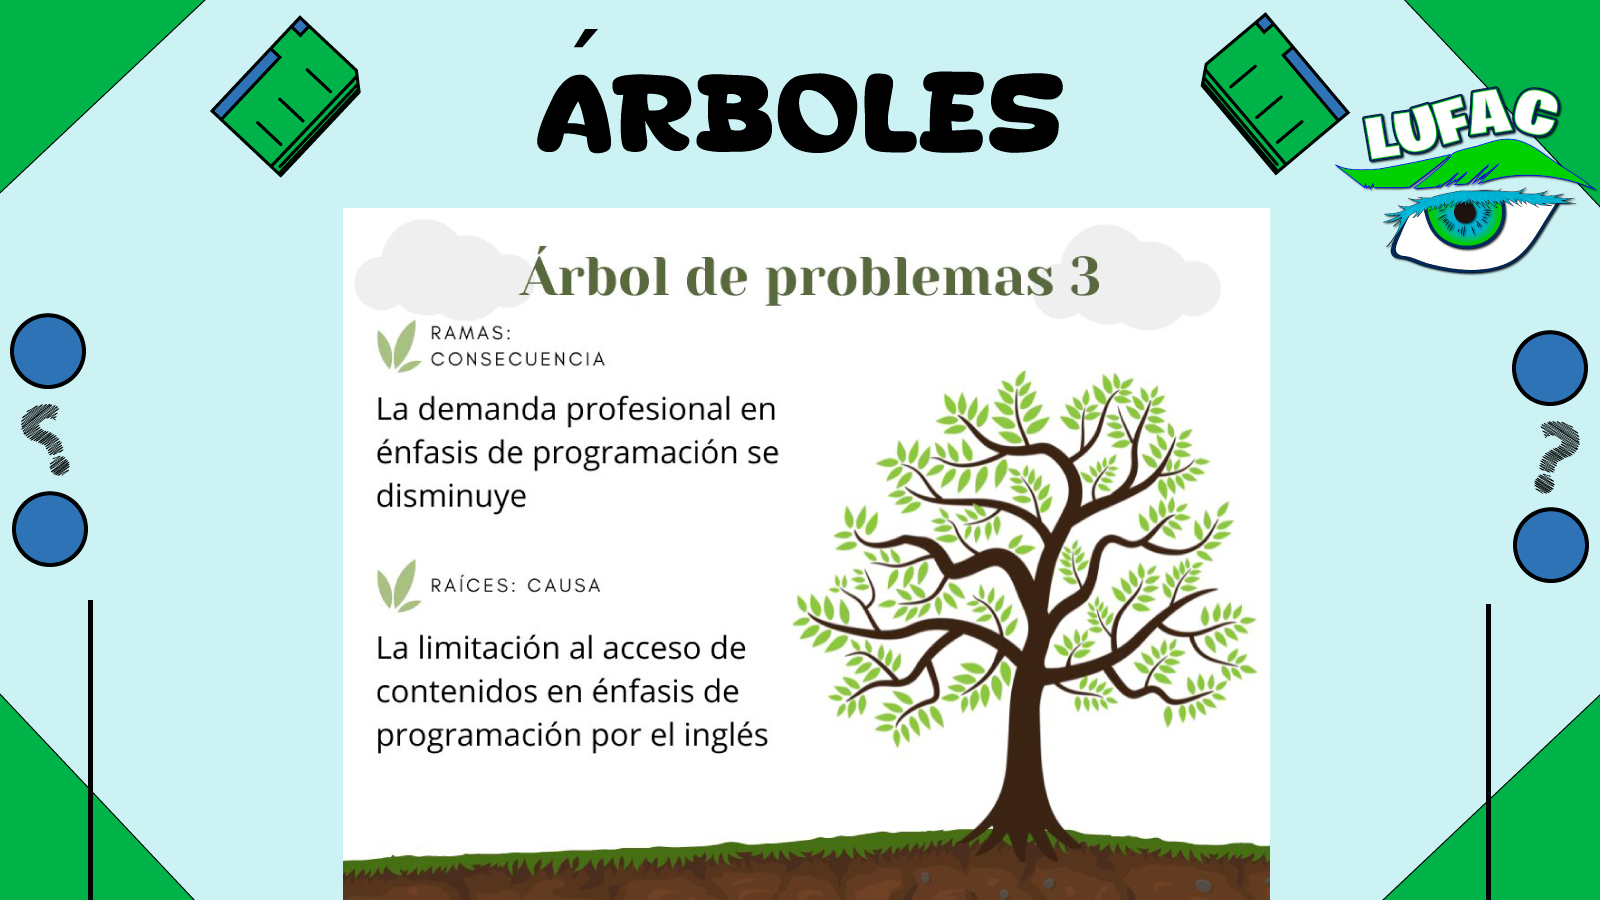 ÁRBOLES
LUFAC
Árbol de problemas 3
RAMAS:
CONSECUENCIA
La demanda profesional en
énfasis de programación se
disminuye
RAÍCES: CAUSA
La limitación al acceso de
contenidos en énfasis de
programación por el inglés
?
?